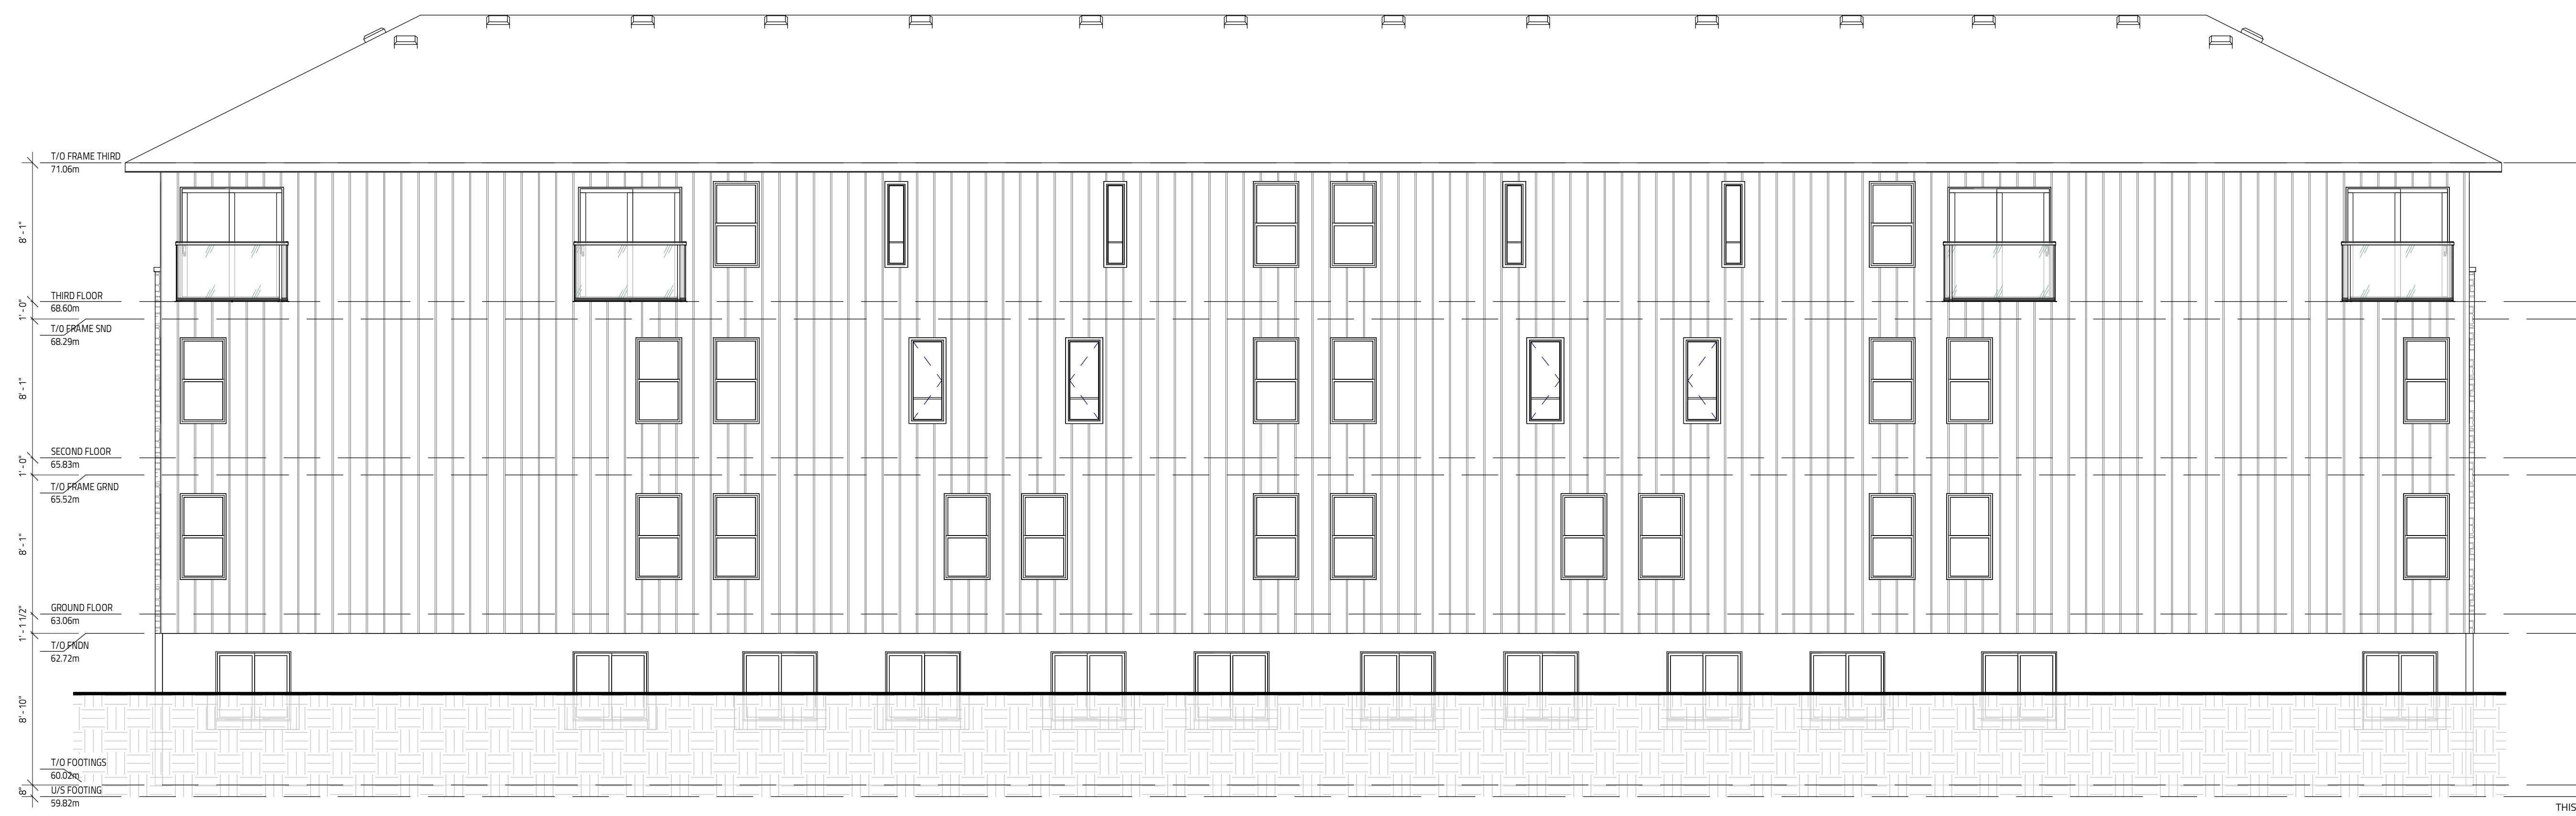 T/O FRAME THIRD
71.06m
8' - 1"
THIRD FLOOR
68.60m
1' - 0"
T/O FRAME SND
68.29m
8' - 1"
SECOND FLOOR
65.83m
1' - 0"
T/O FRAME GRND
65.52m
8' - 1"
GROUND FLOOR
63.06m
1' - 1 1/2"
T/O FNDN
62.72m
8' - 10"
T/O FOOTINGS
60.02m
8"
U/S FOOTING
59.82m
THIS